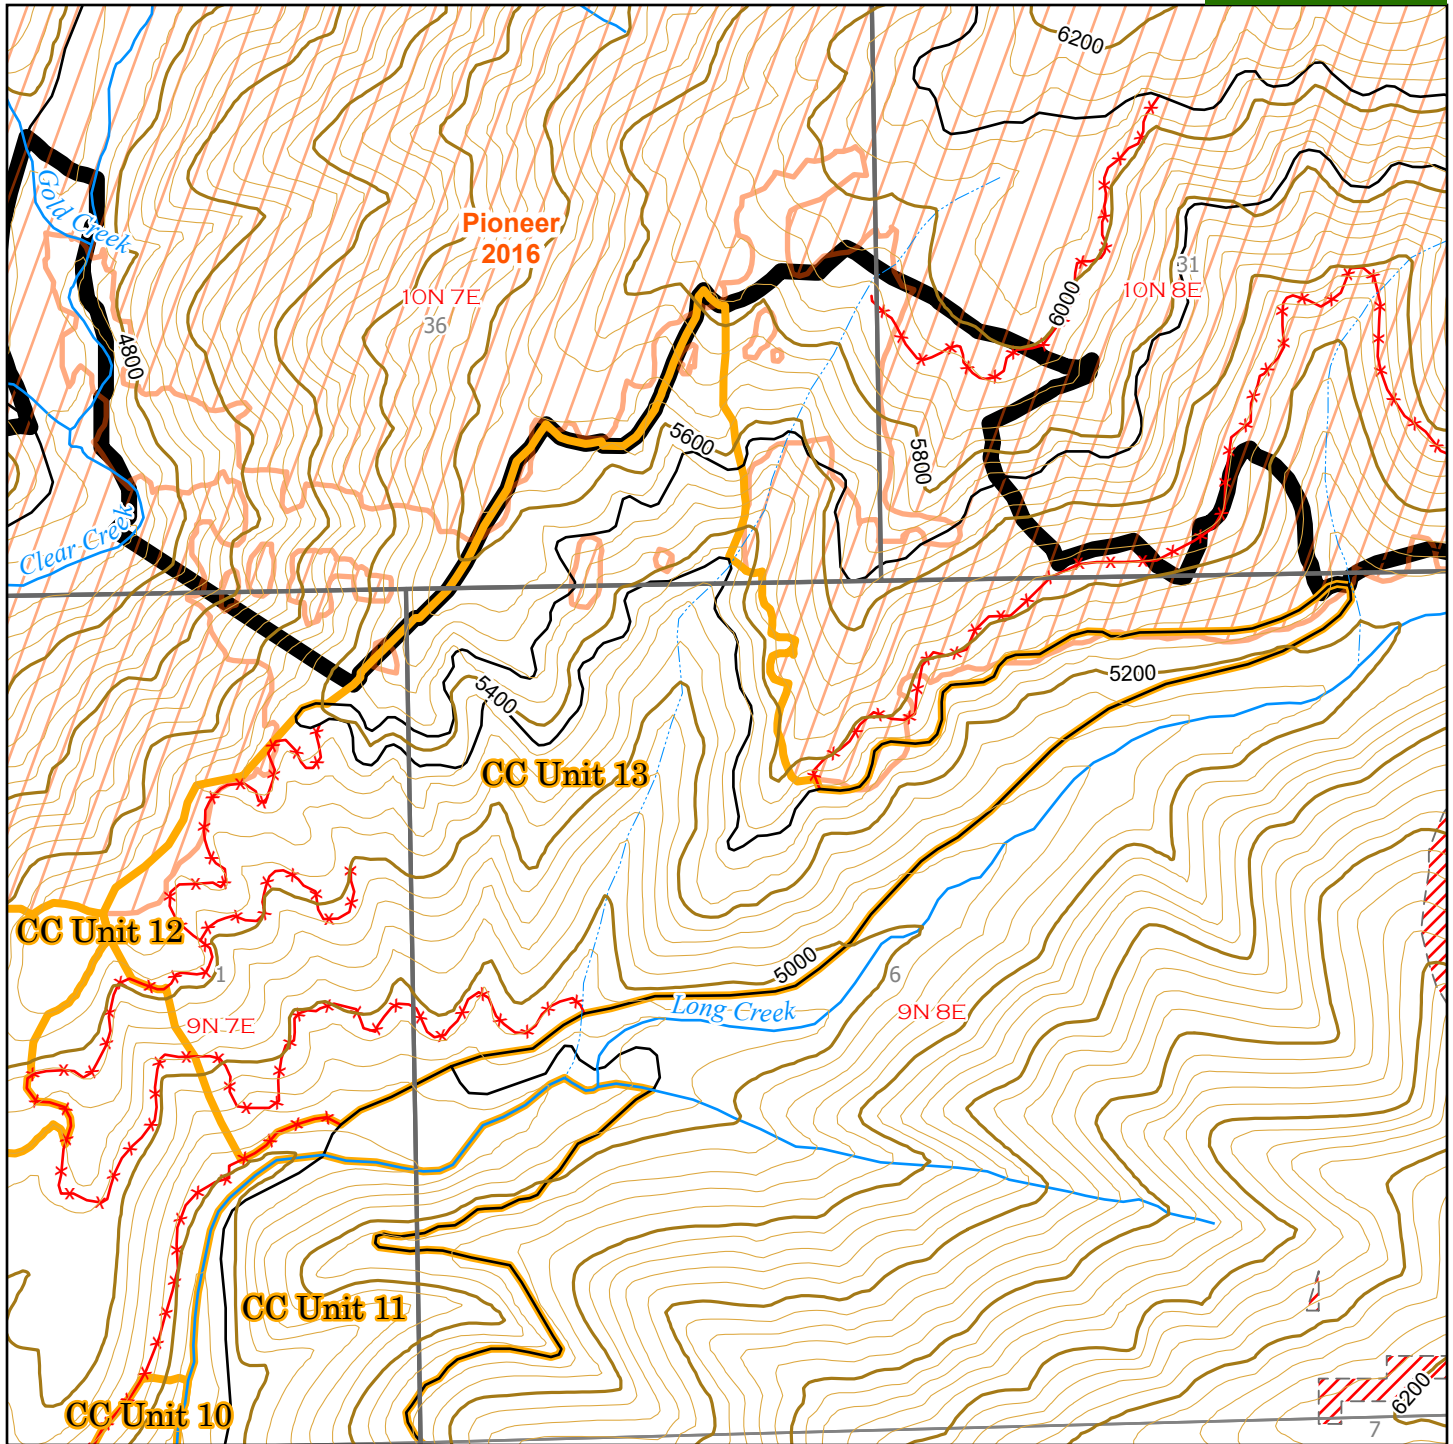 6200
Gold Creek
Pioneer
2016
31
10N 8E
10N 7E
36
6000
4800
5600
5800
Clear Creek
5200
5400
CC Unit 13
CC Unit 12
5000
1
6
Long Creek
9N 8E
9N 7E
CC Unit 11
6200
CC Unit 10
7